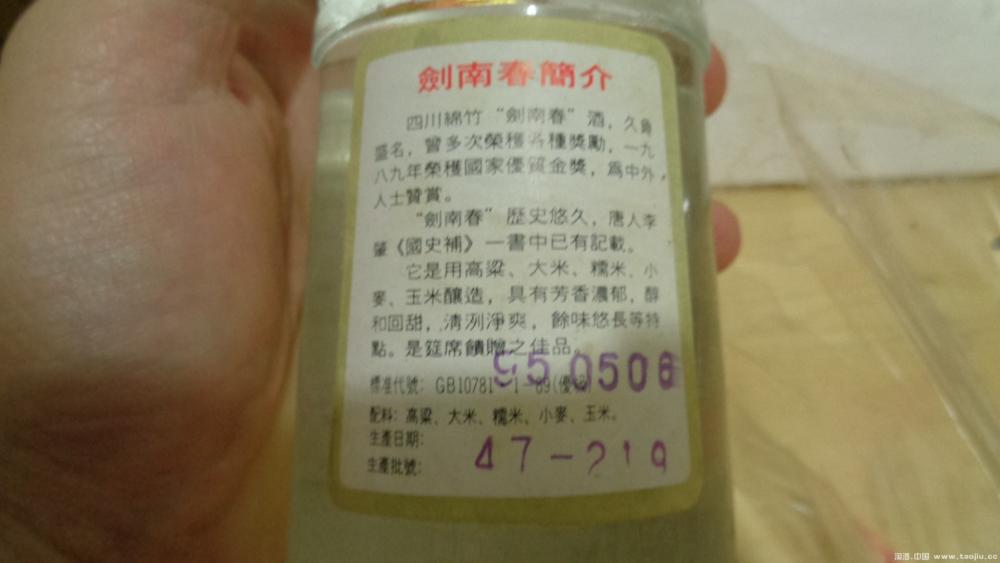 劍南春簡介
四川綿竹“劍南春”酒，久負
盛名，曾多次榮獲各種獎勵，一九
八九年榮獲國家優質金獎，爲中外
人士贊賞。
“劍南春”歷史悠久，唐人李
肇《國史補》一書中已有記載。
它是用高粱、大米、糯米、小
麥、玉米釀造，具有芳香濃郁，醇
和回甜，清洌淨爽，餘味悠長等特
點。是筵席饋贈之佳品。
950506
標准代號：GB10781·1-89(優級)
配料：高粱、大米、糯米、小麥、玉米。
生產日期：
生產批號：
47-219
淘酒.中国 www.taojiu.cc